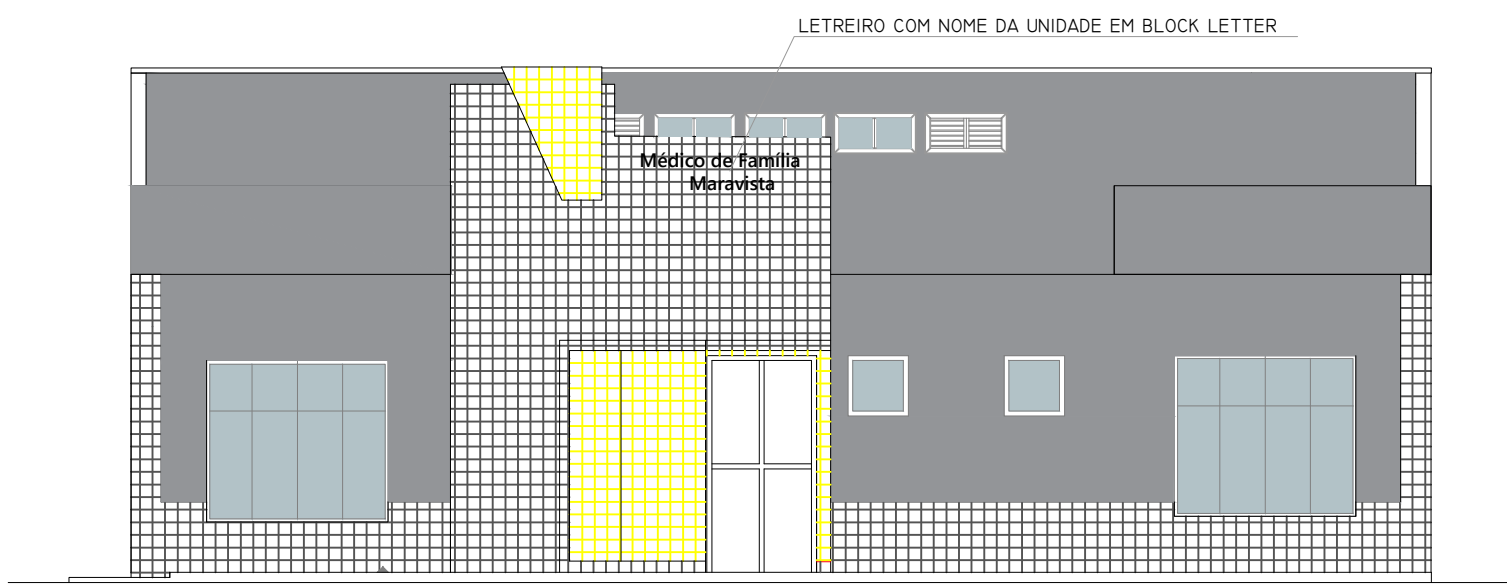 LETREIRO COM NOME DA UNIDADE EM BLOCK LETTER
Médico de Família
Maravista